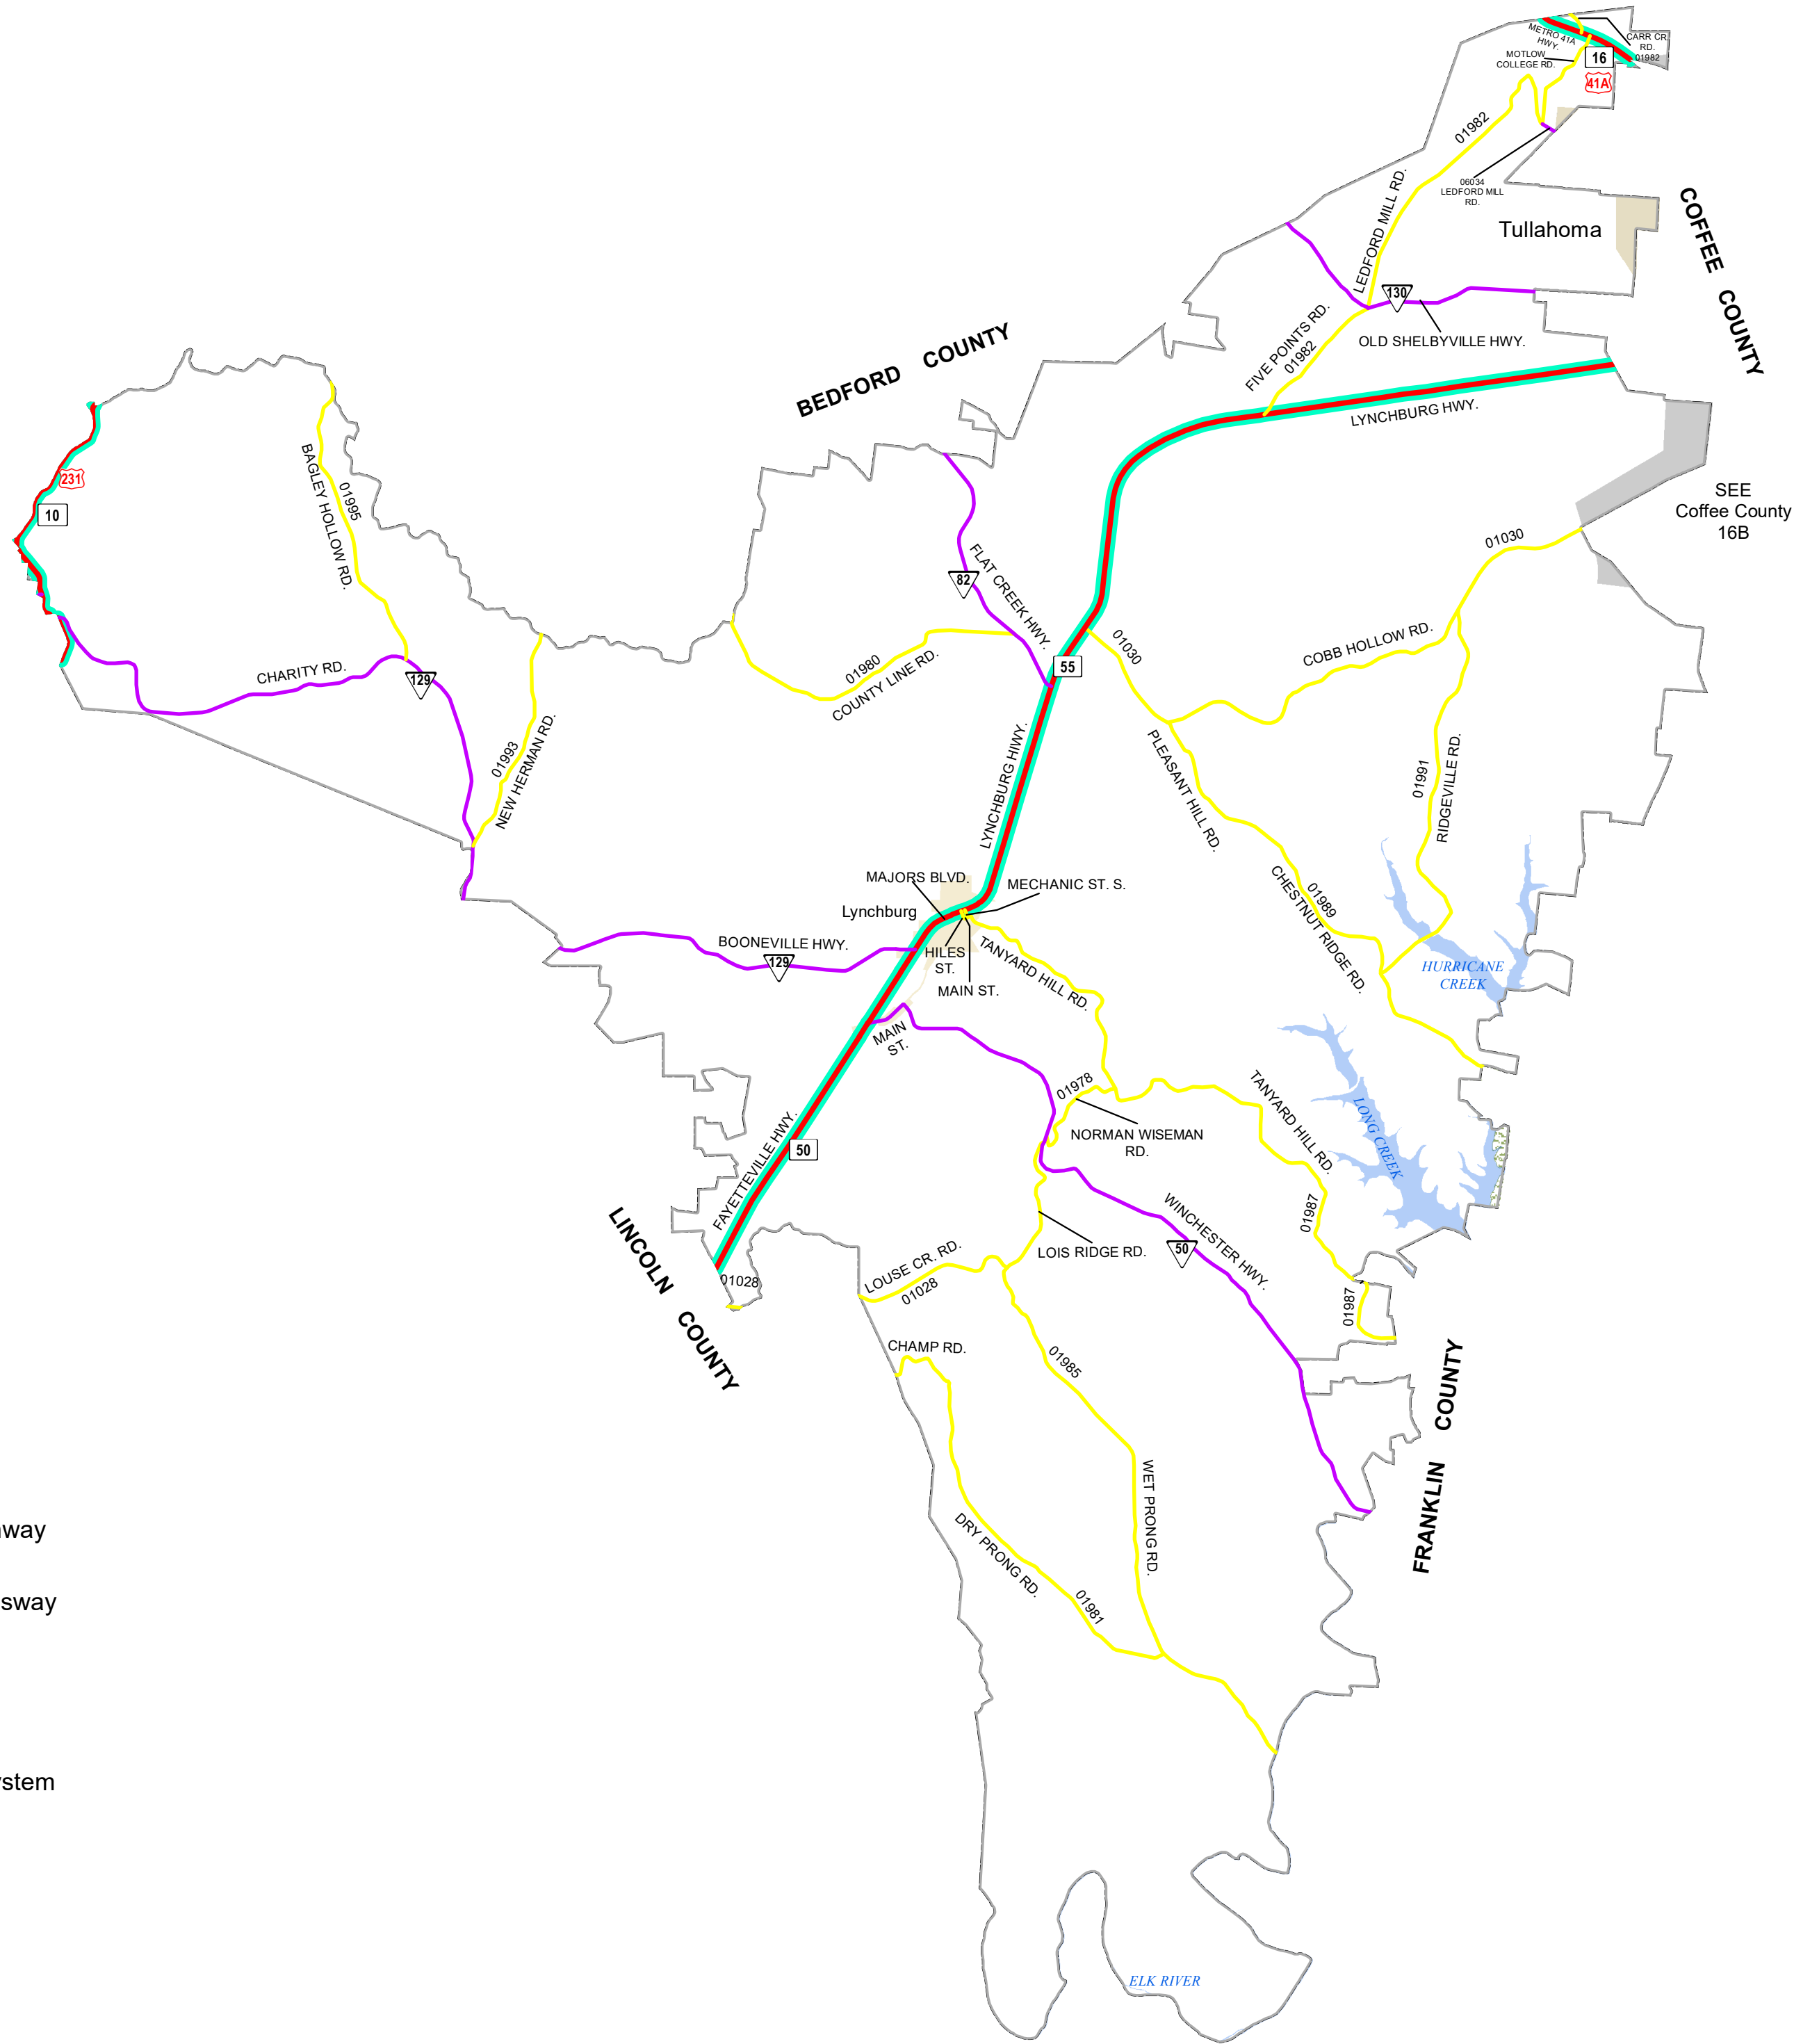 METRO 41A
HWY.
CARR CR.
RD.
01982
MOTLOW
COLLEGE RD.
16
41A
01982
06034
LEDFORD MILL
RD.
LEDFORD MILL RD.
Tullahoma
COFFEE COUNTY
130
OLD SHELBYVILLE HWY.
FIVE POINTS RD.
01982
BEDFORD COUNTY
LYNCHBURG HWY.
231
10
BAGLEY HOLLOW RD.
01995
SEE
Coffee County
16B
01030
82
FLAT CREEK HWY.
01030
COBB HOLLOW RD.
CHARITY RD.
129
01980
COUNTY LINE RD.
55
01993
NEW HERMAN RD.
LYNCHBURG HIWY.
PLEASANT HILL RD.
01991
RIDGEVILLE RD.
MAJORS BLVD.
MECHANIC ST. S.
Lynchburg
01989
CHESTNUT RIDGE RD.
BOONEVILLE HWY.
129
HILES
ST.
TANYARD HILL RD.
MAIN ST.
HURRICANE
CREEK
MAIN
ST.
01978
NORMAN WISEMAN
RD.
TANYARD HILL RD.
LONG CREEK
FAYETTEVILLE HWY.
50
01987
LINCOLN COUNTY
WINCHESTER HWY.
50
LOIS RIDGE RD.
LOUSE CR. RD.
01028
01028
01987
CHAMP RD.
01985
FRANKLIN COUNTY
WET PRONG RD.
DRY PRONG RD.
01981
way
sway
stem
ELK RIVER